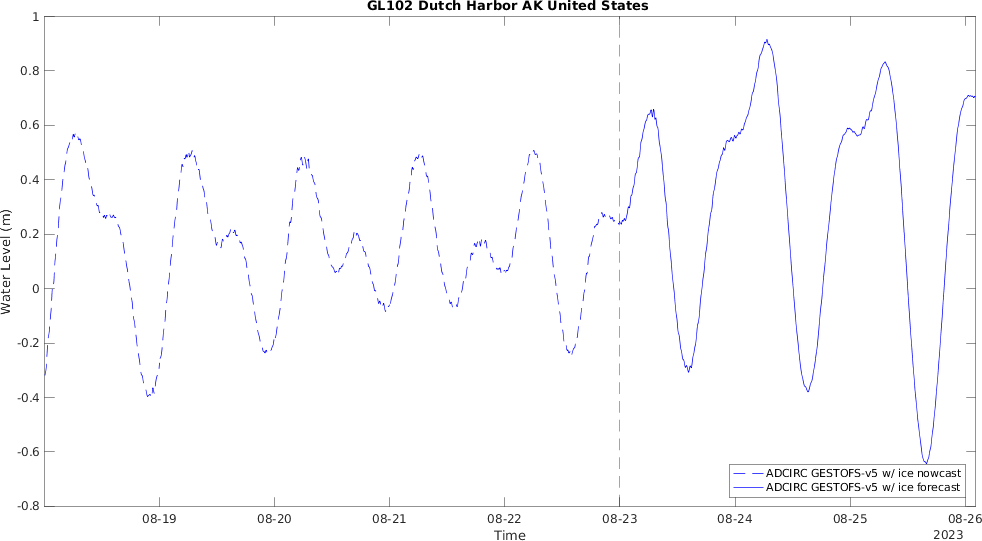 GL102 Dutch Harbor AK United States
Water Level (m)
1
0.8
0.6
0.4
0.2
0
-0.2
-0.4
-0.6
-0.8
ADCIRC GESTOFS-v5 w/ ice nowcast
ADCIRC GESTOFS-v5 w/ ice forecast
08-19 08-20 08-21 08-22 08-23 08-24 08-25 08-26
Time
2023